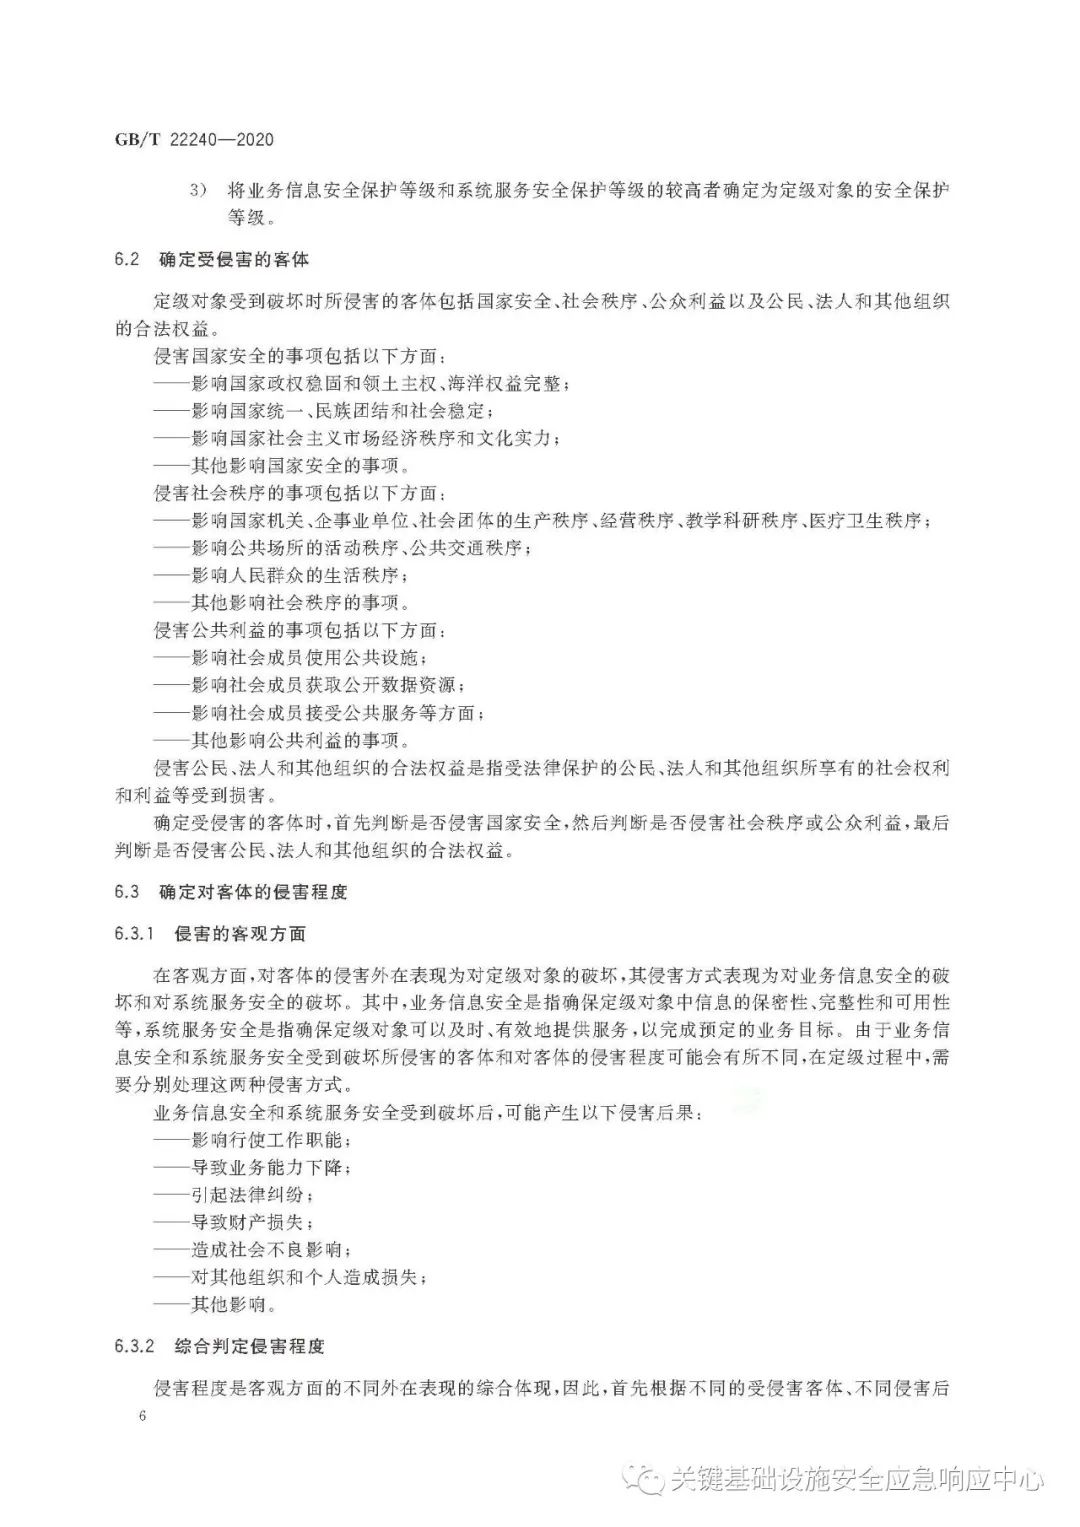 GB/T 22240—2020
3) 将业务信息安全保护等级和系统服务安全保护等级的较高者确定为定级对象的安全保护
等级。
6.2 确定受侵害的客体
定级对象受到破坏时所侵害的客体包括国家安全、社会秩序、公众利益以及公民、法人和其他组织
的合法权益。
侵害国家安全的事项包括以下方面:
——影响国家政权稳固和领土主权、海洋权益完整;
——影响国家统一、民族团结和社会稳定;
——影响国家社会主义市场经济秩序和文化实力;
——其他影响国家安全的事项。
侵害社会秩序的事项包括以下方面:
——影响国家机关、企事业单位、社会团体的生产秩序、经营秩序、教学科研秩序、医疗卫生秩序;
——影响公共场所的活动秩序、公共交通秩序;
——影响人民群众的生活秩序;
——其他影响社会秩序的事项。
侵害公共利益的事项包括以下方面:
——影响社会成员使用公共设施;
——影响社会成员获取公开数据资源;
——影响社会成员接受公共服务等方面;
——其他影响公共利益的事项。
侵害公民、法人和其他组织的合法权益是指受法律保护的公民、法人和其他组织所享有的社会权利
和利益等受到损害。
确定受侵害的客体时,首先判断是否侵害国家安全,然后判断是否侵害社会秩序或公众利益,最后
判断是否侵害公民、法人和其他组织的合法权益。
6.3 确定对客体的侵害程度
6.3.1 侵害的客观方面
在客观方面,对客体的侵害外在表现为对定级对象的破坏,其侵害方式表现为对业务信息安全的破
坏和对系统服务安全的破坏。其中,业务信息安全是指确保定级对象中信息的保密性、完整性和可用性
等,系统服务安全是指确保定级对象可以及时、有效地提供服务,以完成预定的业务目标。由于业务信
息安全和系统服务安全受到破坏所侵害的客体和对客体的侵害程度可能会有所不同,在定级过程中,需
要分别处理这两种侵害方式。
业务信息安全和系统服务安全受到破坏后,可能产生以下侵害后果:
——影响行使工作职能;
——导致业务能力下降;
——引起法律纠纷;
——导致财产损失;
——造成社会不良影响;
——对其他组织和个人造成损失;
——其他影响。
6.3.2 综合判定侵害程度
侵害程度是客观方面的不同外在表现的综合体现,因此,首先根据不同的受侵害客体、不同侵害后
6
关键基础设施安全应急响应中心